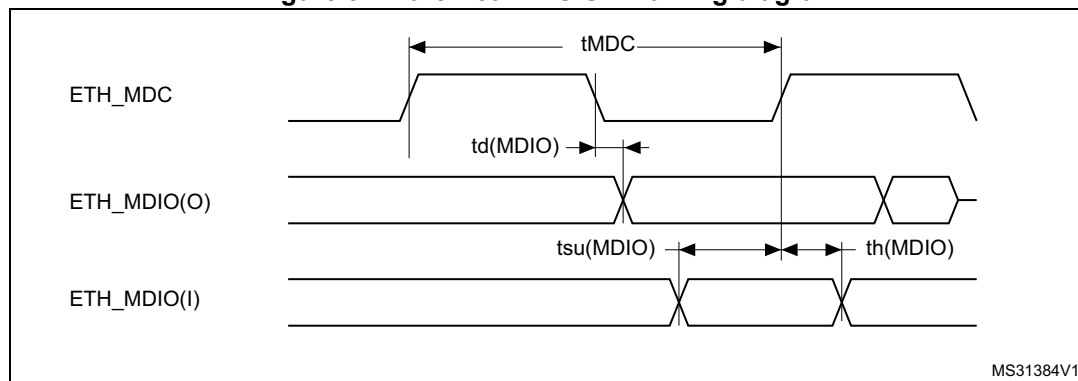 tMDC
ETH_MDC
td(MDIO)
ETH_MDIO(O)
tsu(MDIO)
th(MDIO)
ETH_MDIO(I)
MS31384V1